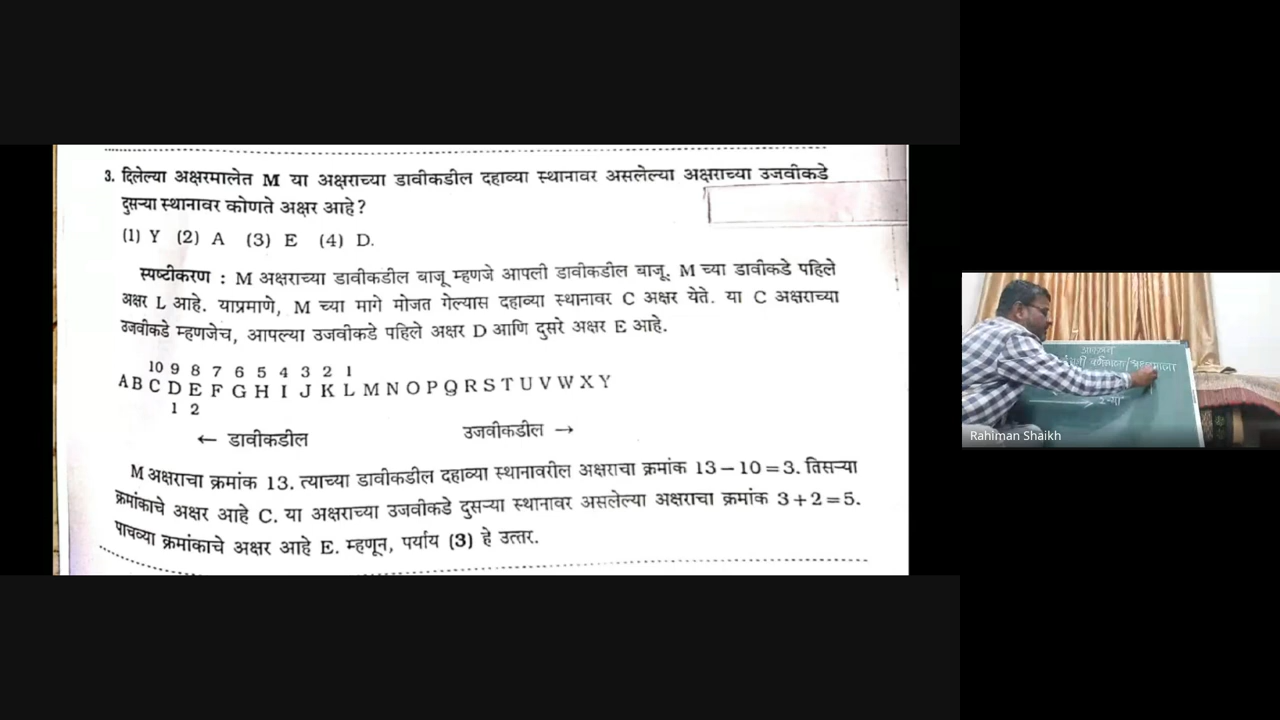 3. दिलेल्या अक्षरमालेत M या अक्षराच्या डावीकडील दहाव्या स्थानावर असलेल्या अक्षराच्या उजवीकडे
दुसऱ्या स्थानावर कोणते अक्षर आहे?
(1) Y (2) A (3) E (4) D.
स्पष्टीकरण : M अक्षराच्या डावीकडील बाजू म्हणजे आपली डावीकडील बाजू. M च्या डावीकडे पहिले
अक्षर L आहे. याप्रमाणे, M च्या मागे मोजत गेल्यास दहाव्या स्थानावर C अक्षर येते. या C अक्षराच्या
उजवीकडे म्हणजेच, आपल्या उजवीकडे पहिले अक्षर D आणि दुसरे अक्षर E आहे.
10 9 8 7 6 5 4 3 2 1
A B C D E F G H I J K L M N O P Q R S T U V W X Y
1 2
← डावीकडील उजवीकडील →
M अक्षराचा क्रमांक 13. त्याच्या डावीकडील दहाव्या स्थानावरील अक्षराचा क्रमांक 13 – 10 = 3. तिसऱ्या
क्रमांकाचे अक्षर आहे C. या अक्षराच्या उजवीकडे दुसऱ्या स्थानावर असलेल्या अक्षराचा क्रमांक 3 + 2 = 5.
पाचव्या क्रमांकाचे अक्षर आहे E. म्हणून, पर्याय (3) हे उत्तर.
आकलन
वर्णमाला/अक्षरमाला
Rahiman Shaikh